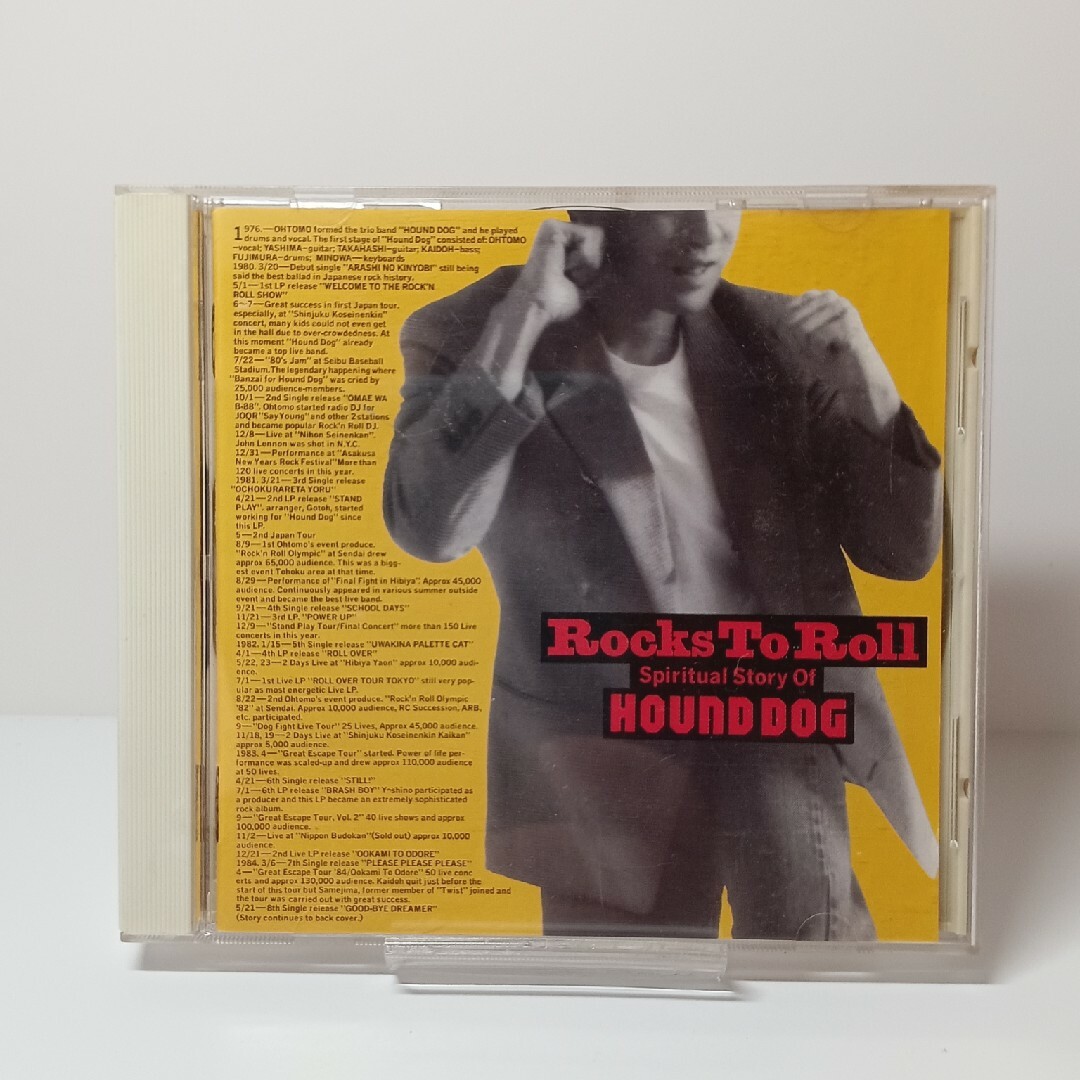 1976.—OHTOMO formed the trio band "HOUND DOG" and he played
drums and vocal. The first stage of "Hound Dog" consisted of: OHTOMO
—vocal; YASHIMA—guitar; TAKAHASHI—guitar; KAIDOH—bass;
FUJIMURA—drums; MINOWA—keyboards
1980. 3/20—Debut single "ARASHI NO KINYOBI" still being
said the best ballad in Japanese rock history.
5/1—1st LP release "WELCOME TO THE ROCK'N
ROLL SHOW"
6~7—Great success in first Japan tour,
especially, at "Shinjuku Koseinenkin"
concert, many kids could not even get
in the hall due to over-crowdedness. At
this moment "Hound Dog" already
became a top live band.
7/22—"80's Jam" at Seibu Baseball
Stadium. The legendary happening where
"Banzai for Hound Dog" was cried by
25,000 audience-members.
10/1—2nd Single release "OMAE WA
B-88". Ohtomo started radio DJ for
JOQR "Say Young" and other 2 stations
and became popular Rock'n Roll DJ.
12/8—Live at "Nihon Seinenkan".
John Lennon was shot in N.Y.C.
12/31—Performance at "Asakusa
New Years Rock Festival" More than
120 live concerts in this year.
1981. 3/21—3rd Single release
"OCHOKURARETA YORU"
4/21—2nd LP release "STAND
PLAY". arranger, Gotoh, started
working for "Hound Dog" since
this LP.
5—2nd Japan Tour
8/9—1st Ohtomo's event produce.
"Rock'n Roll Olympic" at Sendai drew
approx 65,000 audience. This was a bigg-
est event Tohoku area at that time.
8/29—Performance of "Final Fight in Hibiya". Approx 45,000
audience. Continuously appeared in various summer outside
event and became the best live band.
9/21—4th Single release "SCHOOL DAYS"
11/21—3rd LP. "POWER UP"
12/9—"Stand Play Tour/Final Concert" more than 150 Live
concerts in this year.
1982. 1/15—5th Single release "UWAKINA PALETTE CAT"
4/1—4th LP release "ROLL OVER"
5/22, 23—2 Days Live at "Hibiya Yaon" approx 10,000 audi-
ence.
7/1—1st Live LP "ROLL OVER TOUR TOKYO" still very pop-
ular as most energetic Live LP.
8/22—2nd Ohtomo's event produce. "Rock'n Roll Olympic
'82" at Sendai. Approx 10,000 audience, RC Succession, ARB,
etc. participated.
9—"Dog Fight Live Tour" 25 Lives, Approx 45,000 audience.
11/18, 19—2 Days Live at "Shinjuku Koseinenkin Kaikan"
approx 5,000 audience.
1983. 4—"Great Escape Tour" started. Power of life per-
formance was scaled-up and drew approx 110,000 audience
at 50 lives.
4/21—6th Single release "STILL!"
7/1—6th LP release "BRASH BOY" Yoshino participated as
a producer and this LP became an extremely sophisticated
rock album.
9—"Great Escape Tour, Vol. 2" 40 live shows and approx
100,000 audience.
11/2—Live at "Nippon Budokan" (Sold out) approx 10,000
audience.
12/21—2nd Live LP release "OOKAMI TO ODORE"
1984. 3/6—7th Single release "PLEASE PLEASE PLEASE"
4—"Great Escape Tour '84/Ookami To Odore" 50 live conc
erts and approx 130,000 audience. Kaidoh quit just before the
start of this tour but Samejima, former member of "Twist" joined and
the tour was carried out with great success.
5/21—8th Single release "GOOD-BYE DREAMER"
(Story continues to back cover.)
Rocks To Roll
Spiritual Story Of
HOUND DOG